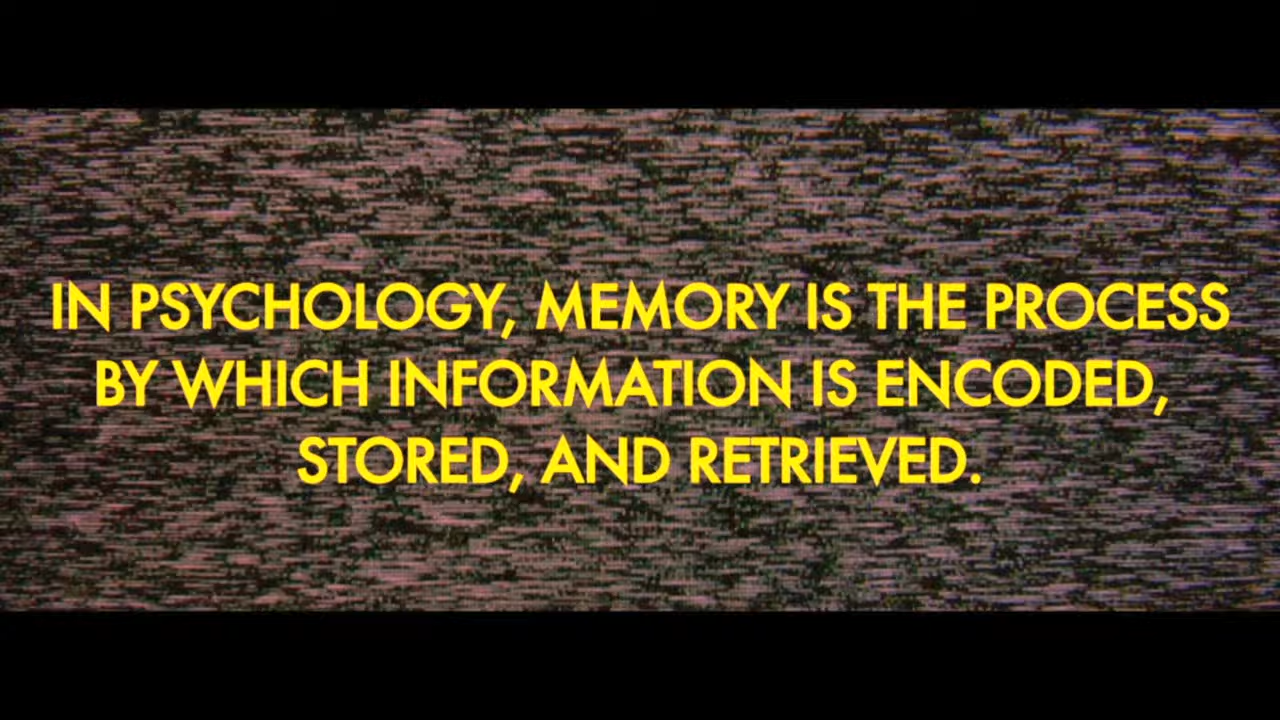 IN PSYCHOLOGY, MEMORY IS THE PROCESS
BY WHICH INFORMATION IS ENCODED,
STORED, AND RETRIEVED.